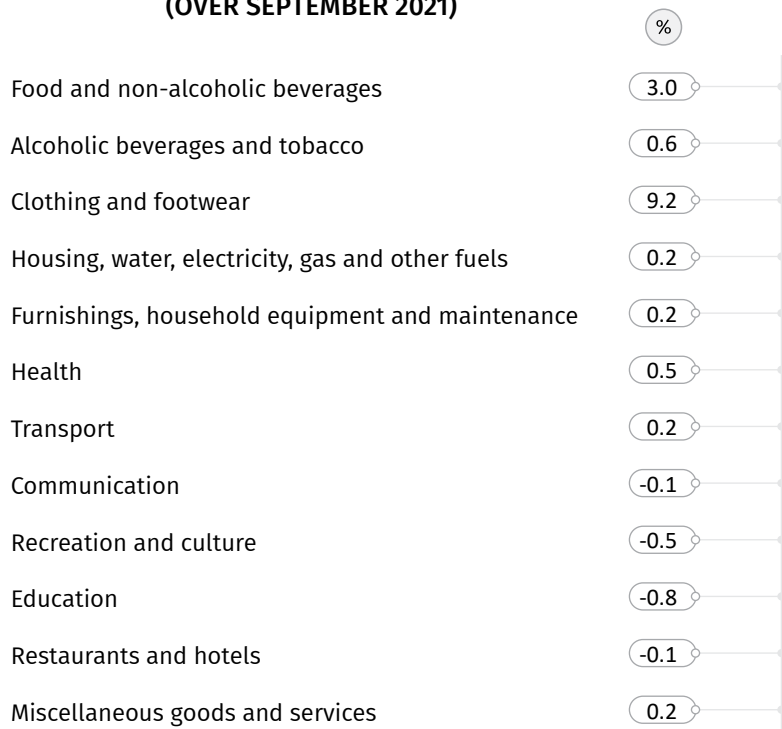 (OVER SEPTEMBER 2021)
%
Food and non-alcoholic beverages 3.0
Alcoholic beverages and tobacco 0.6
Clothing and footwear 9.2
Housing, water, electricity, gas and other fuels 0.2
Furnishings, household equipment and maintenance 0.2
Health 0.5
Transport 0.2
Communication -0.1
Recreation and culture -0.5
Education -0.8
Restaurants and hotels -0.1
Miscellaneous goods and services 0.2